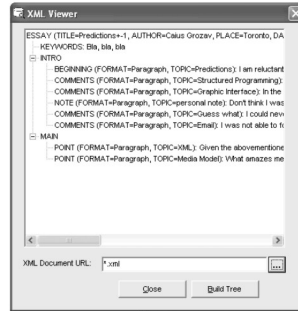 XML Viewer
ESSAY (TITLE=Predictions+-1, AUTHOR=Caius Grozav, PLACE=Toronto, DA
KEYWORDS: Bla, bla, bla
INTRO
BEGINNING (FORMAT=Paragraph, TOPIC=Predictions): I am reluctant
COMMENTS (FORMAT=Paragraph, TOPIC=Structured Programming):
COMMENTS (FORMAT=Paragraph, TOPIC=Graphic Interface): In the
NOTE (FORMAT=Paragraph, TOPIC=personal note): Don't think I was
COMMENTS (FORMAT=Paragraph, TOPIC=Guess what): I could neve
COMMENTS (FORMAT=Paragraph, TOPIC=Email): I was not able to fo
MAIN
POINT (FORMAT=Paragraph, TOPIC=XML): Given the abovementione
POINT (FORMAT=Paragraph, TOPIC=Media Model): What amazes me
XML Document URL: *.xml ...
Close Build Tree